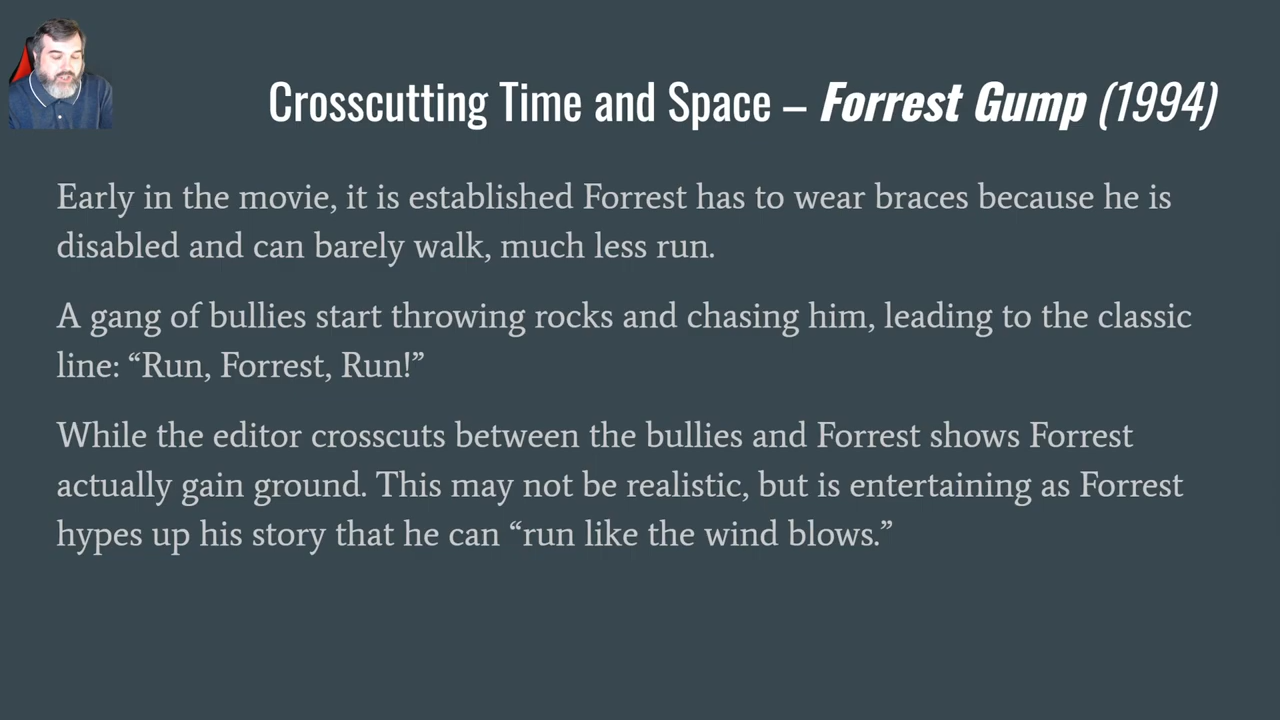 Crosscutting Time and Space – Forrest Gump (1994)
Early in the movie, it is established Forrest has to wear braces because he is
disabled and can barely walk, much less run.
A gang of bullies start throwing rocks and chasing him, leading to the classic
line: “Run, Forrest, Run!”
While the editor crosscuts between the bullies and Forrest shows Forrest
actually gain ground. This may not be realistic, but is entertaining as Forrest
hypes up his story that he can “run like the wind blows.”